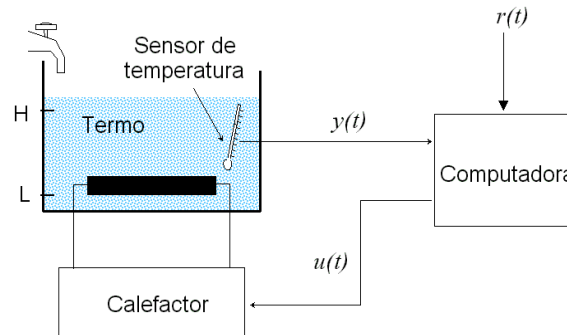 r(t)
Sensor de
temperatura
H
Termo
y(t)
L
Computadora
u(t)
Calefactor